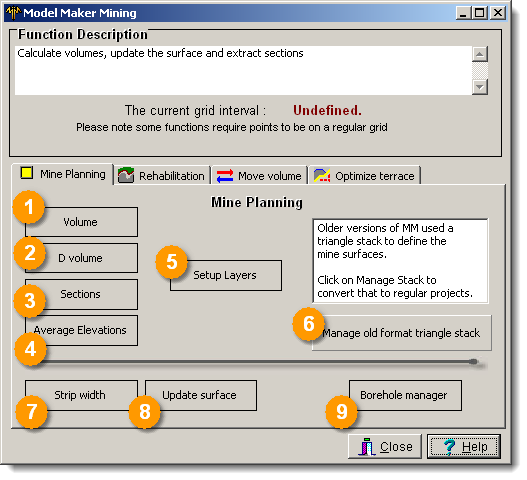 Model Maker Mining
Function Description
Calculate volumes, update the surface and extract sections
The current grid interval : Undefined.
Please note some functions require points to be on a regular grid
Mine Planning Rehabilitation Move volume Optimize terrace
Mine Planning
1
Volume
2
D volume
3
Sections
4
Average Elevations
5
Setup Layers
Older versions of MM used a
triangle stack to define the
mine surfaces.
Click on Manage Stack to
convert that to regular projects.
6
Manage old format triangle stack
7
Strip width
8
Update surface
9
Borehole manager
Close
? Help